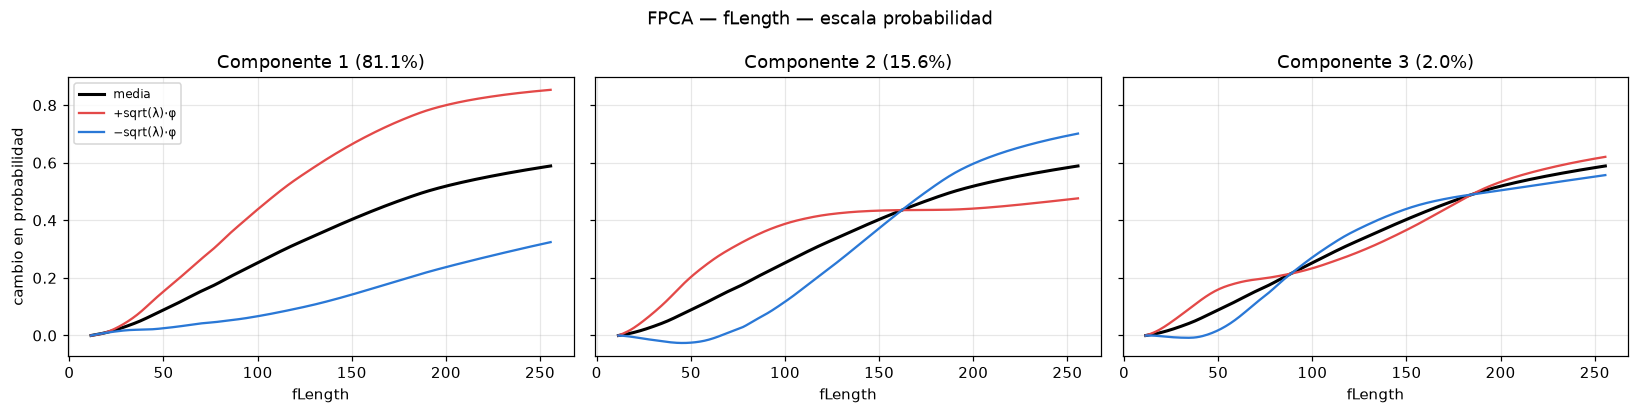 FPCA — fLength — escala probabilidad
Componente 1 (81.1%)
Componente 2 (15.6%)
Componente 3 (2.0%)
media
+sqrt(λ)·φ
−sqrt(λ)·φ
cambio en probabilidad
0.8
0.6
0.4
0.2
0.0
0 50 100 150 200 250
0 50 100 150 200 250
0 50 100 150 200 250
fLength
fLength
fLength